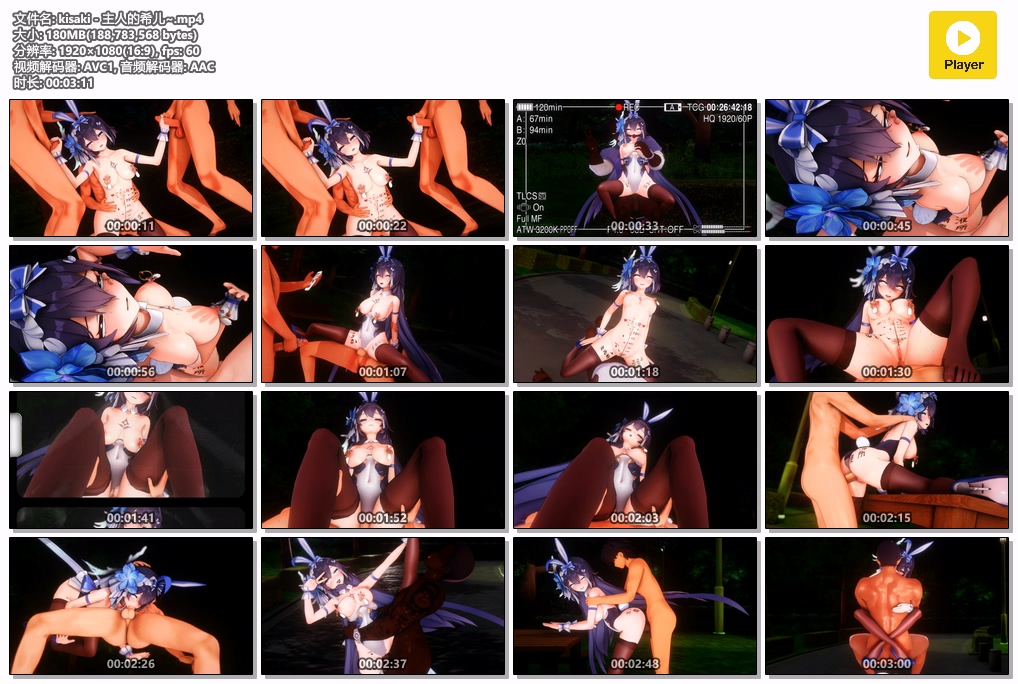 文件名: kisaki - 主人的希儿~.mp4
大小: 180MB(188,783,568 bytes)
分辨率: 1920×1080(16:9), fps: 60
视频解码器: AVC1, 音频解码器: AAC
时长: 00:03:11
Player
00:00:11
00:00:22
120min
REC
A
TCG 00:26:42:18
A: 67min
HQ 1920/60P
B: 94min
Z0
TLCS
On
Full MF
ATW-3200K
OFF
00:00:33
00:00:45
00:00:56
00:01:07
00:01:18
00:01:30
00:01:41
00:01:52
00:02:03
00:02:15
00:02:26
00:02:37
00:02:48
00:03:00